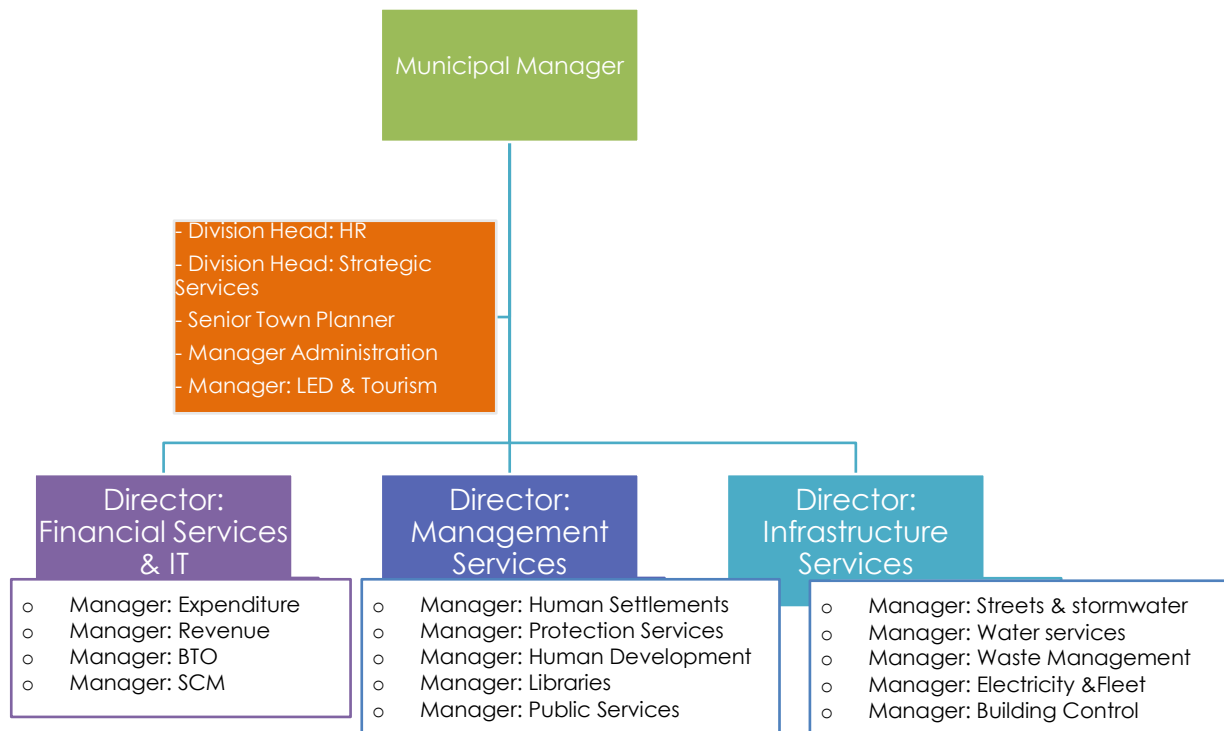 Municipal Manager
- Division Head: HR
- Division Head: Strategic
Services
- Senior Town Planner
- Manager Administration
- Manager: LED & Tourism
Director:
Financial Services
& IT
o Manager: Expenditure
o Manager: Revenue
o Manager: BTO
o Manager: SCM
Director:
Management
Services
o Manager: Human Settlements
o Manager: Protection Services
o Manager: Human Development
o Manager: Libraries
o Manager: Public Services
Director:
Infrastructure
Services
o Manager: Streets & stormwater
o Manager: Water services
o Manager: Waste Management
o Manager: Electricity &Fleet
o Manager: Building Control